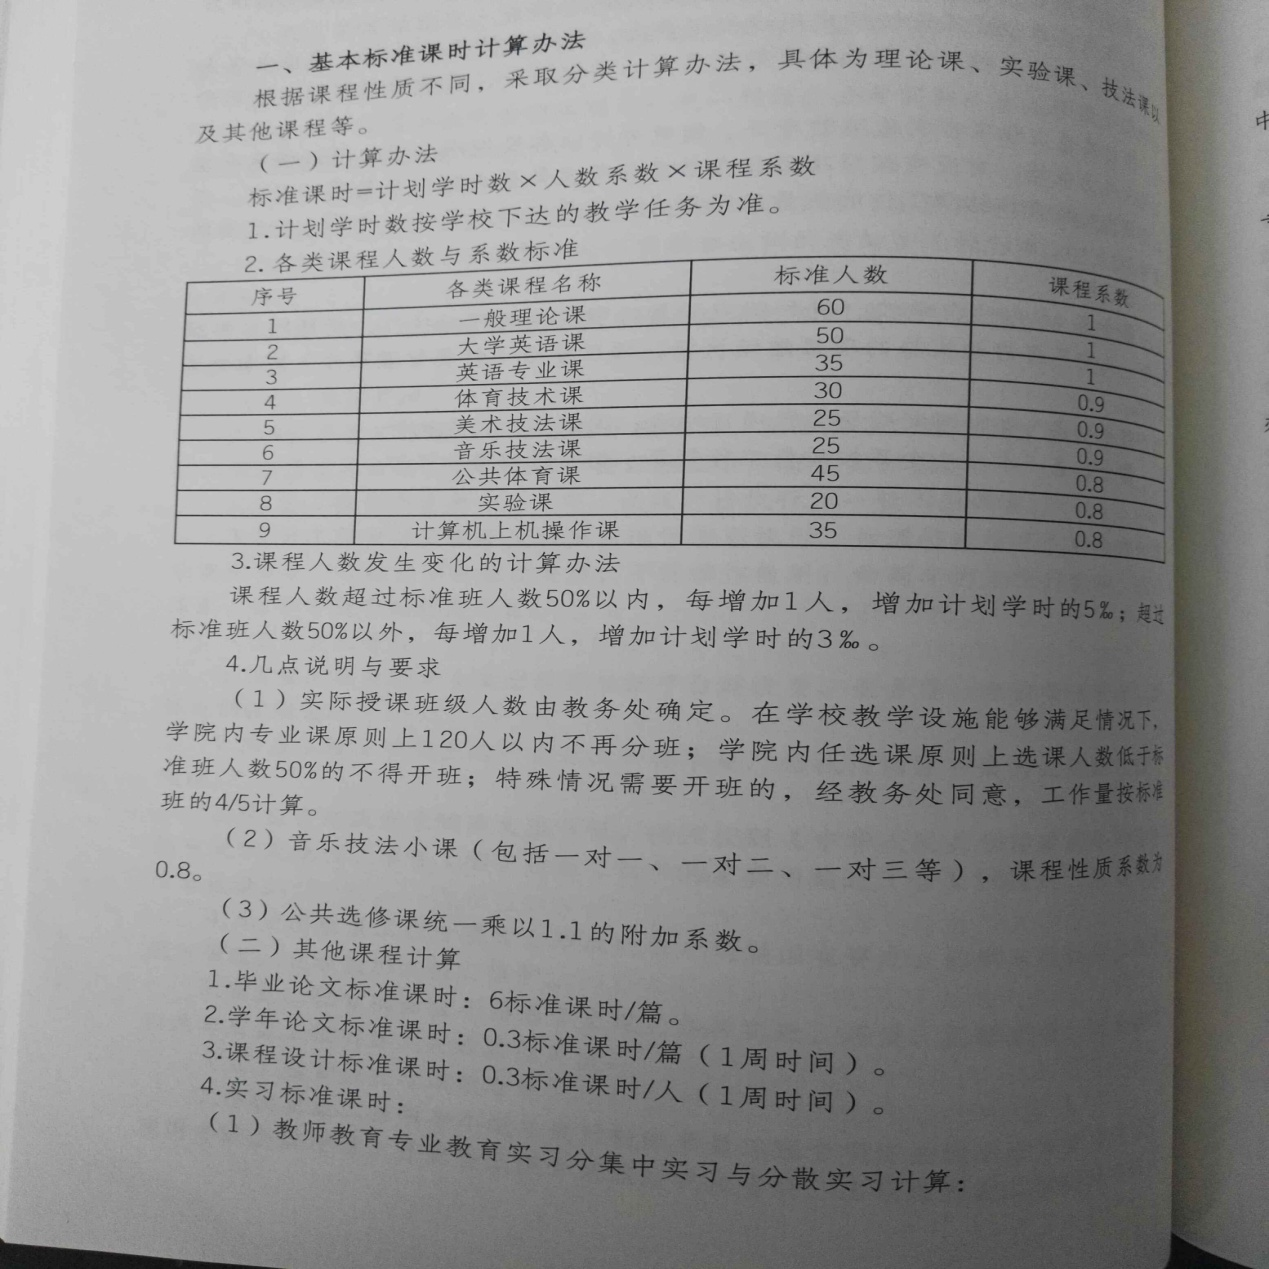 一、基本标准课时计算办法
根据课程性质不同，采取分类计算办法，具体为理论课、实验课、技法课以
及其他课程等。
（一）计算办法
标准课时=计划学时数×人数系数×课程系数
1.计划学时数按学校下达的教学任务为准。
2.各类课程人数与系数标准
序号 各类课程名称 标准人数 课程系数
1 一般理论课 60 1
2 大学英语课 50 1
3 英语专业课 35 1
4 体育技术课 30 0.9
5 美术技法课 25 0.9
6 音乐技法课 25 0.9
7 公共体育课 45 0.8
8 实验课 20 0.8
9 计算机上机操作课 35 0.8
3.课程人数发生变化的计算办法
课程人数超过标准班人数50%以内，每增加1人，增加计划学时的5‰；超过
标准班人数50%以外，每增加1人，增加计划学时的3‰。
4.几点说明与要求
（1）实际授课班级人数由教务处确定。在学校教学设施能够满足情况下，
学院内专业课原则上120人以内不再分班；学院内任选课原则上选课人数低于标
准班人数50%的不得开班；特殊情况需要开班的，经教务处同意，工作量按标准
班的4/5计算。
（2）音乐技法小课（包括一对一、一对二、一对三等），课程性质系数为
0.8。
（3）公共选修课统一乘以1.1的附加系数。
（二）其他课程计算
1.毕业论文标准课时：6标准课时/篇。
2.学年论文标准课时：0.3标准课时/篇（1周时间）。
3.课程设计标准课时：0.3标准课时/人（1周时间）。
4.实习标准课时：
（1）教师教育专业教育实习分集中实习与分散实习计算：
中